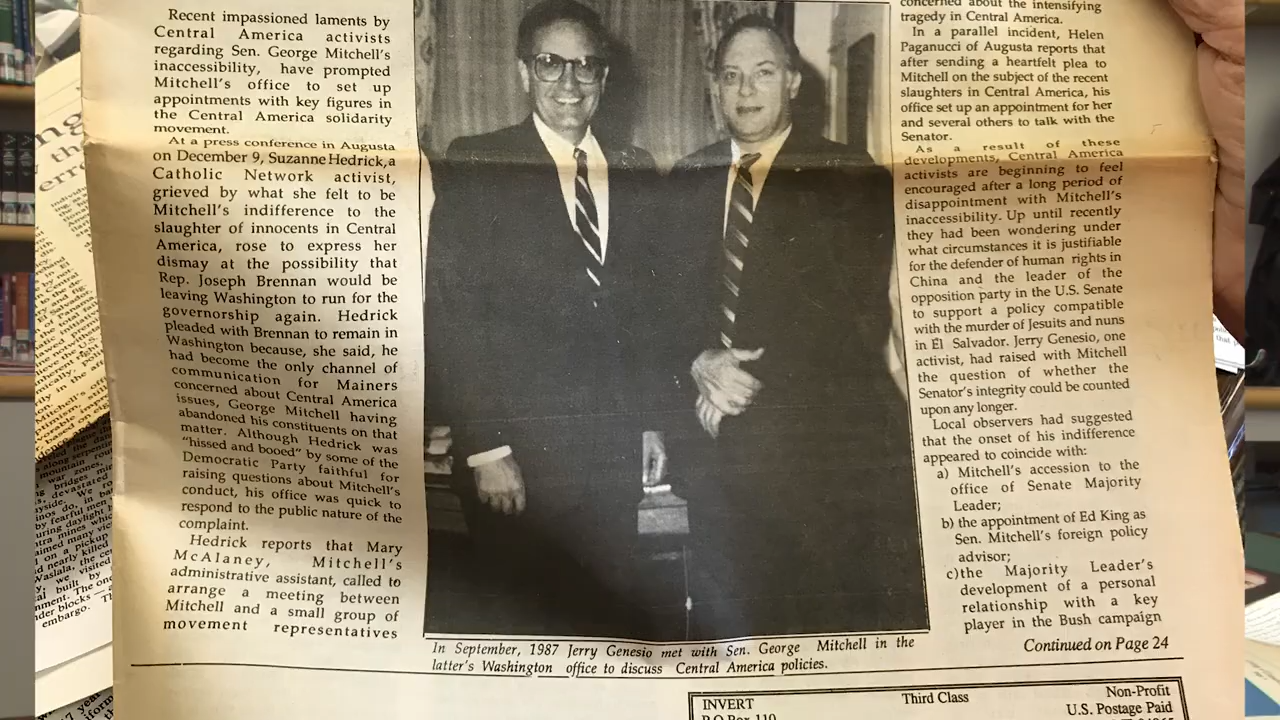 Recent impassioned laments by
Central America activists
regarding Sen. George Mitchell's
inaccessibility, have prompted
Mitchell's office to set up
appointments with key figures in
the Central America solidarity
movement.
At a press conference in Augusta
on December 9, Suzanne Hedrick, a
Catholic Network activist,
grieved by what she felt to be
Mitchell's indifference to the
slaughter of innocents in Central
America, rose to express her
dismay at the possibility that
Rep. Joseph Brennan would be
leaving Washington to run for the
governorship again. Hedrick
pleaded with Brennan to remain in
Washington because, she said, he
had become the only channel of
communication for Mainers
concerned about Central America
issues, George Mitchell having
abandoned his constituents on that
matter. Although Hedrick was
"hissed and booed" by some of the
Democratic Party faithful for
raising questions about Mitchell's
conduct, his office was quick to
respond to the public nature of the
complaint.
Hedrick reports that Mary
McAlaney, Mitchell's
administrative assistant, called to
arrange a meeting between
Mitchell and a small group of
movement representatives
In September, 1987 Jerry Genesio met with Sen. George Mitchell in the
latter's Washington office to discuss Central America policies.
concerned about the intensifying
tragedy in Central America.
In a parallel incident, Helen
Paganucci of Augusta reports that
after sending a heartfelt plea to
Mitchell on the subject of the recent
slaughters in Central America, his
office set up an appointment for her
and several others to talk with the
Senator.
As a result of these
developments, Central America
activists are beginning to feel
encouraged after a long period of
disappointment with Mitchell's
inaccessibility. Up until recently
they had been wondering under
what circumstances it is justifiable
for the defender of human rights in
China and the leader of the
opposition party in the U.S. Senate
to support a policy compatible
with the murder of Jesuits and nuns
in El Salvador. Jerry Genesio, one
activist, had raised with Mitchell
the question of whether the
Senator's integrity could be counted
upon any longer.
Local observers had suggested
that the onset of his indifference
appeared to coincide with:
a) Mitchell's accession to the
office of Senate Majority
Leader;
b) the appointment of Ed King as
Sen. Mitchell's foreign policy
advisor;
c)the Majority Leader's
development of a personal
relationship with a key
player in the Bush campaign
Continued on Page 24
INVERT
P.O Box 110
Third Class
Non-Profit
U.S. Postage Paid